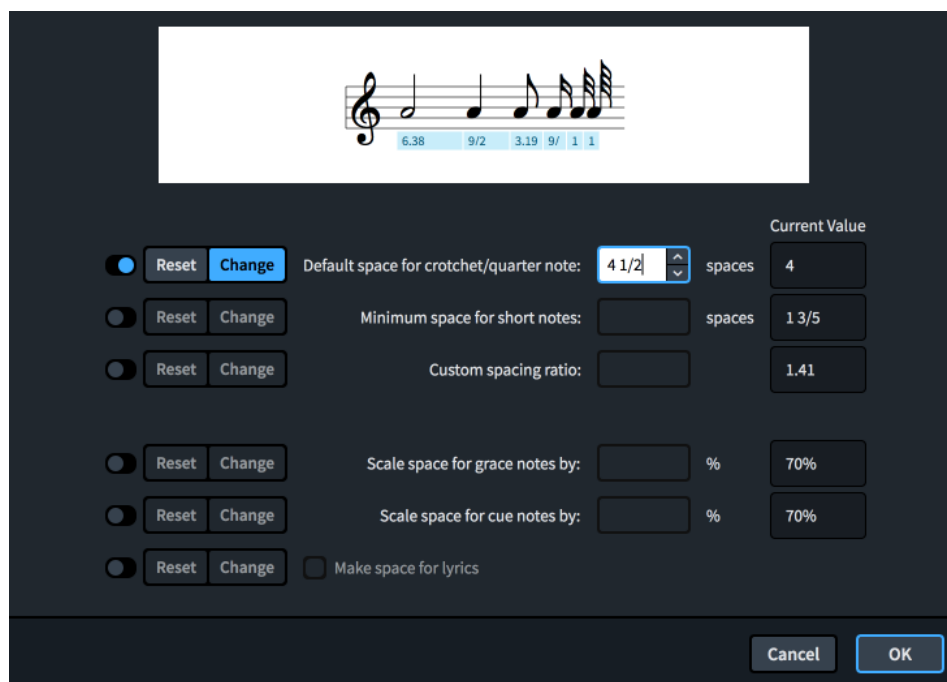 6.38 9/2 3.19 9/ 1 1
Current Value
Reset Change Default space for crotchet/quarter note: 4 1/2 spaces 4
Reset Change Minimum space for short notes: spaces 1 3/5
Reset Change Custom spacing ratio: 1.41
Reset Change Scale space for grace notes by: % 70%
Reset Change Scale space for cue notes by: % 70%
Reset Change Make space for lyrics
Cancel OK